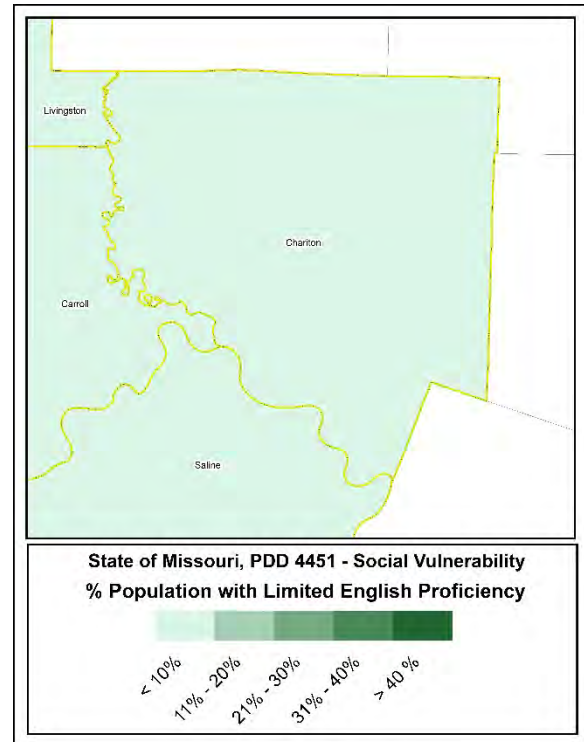 Livingston
Chariton
Carroll
Saline
State of Missouri, PDD 4451 - Social Vulnerability
% Population with Limited English Proficiency
< 10%
11% - 20%
21% - 30%
31% - 40%
> 40 %